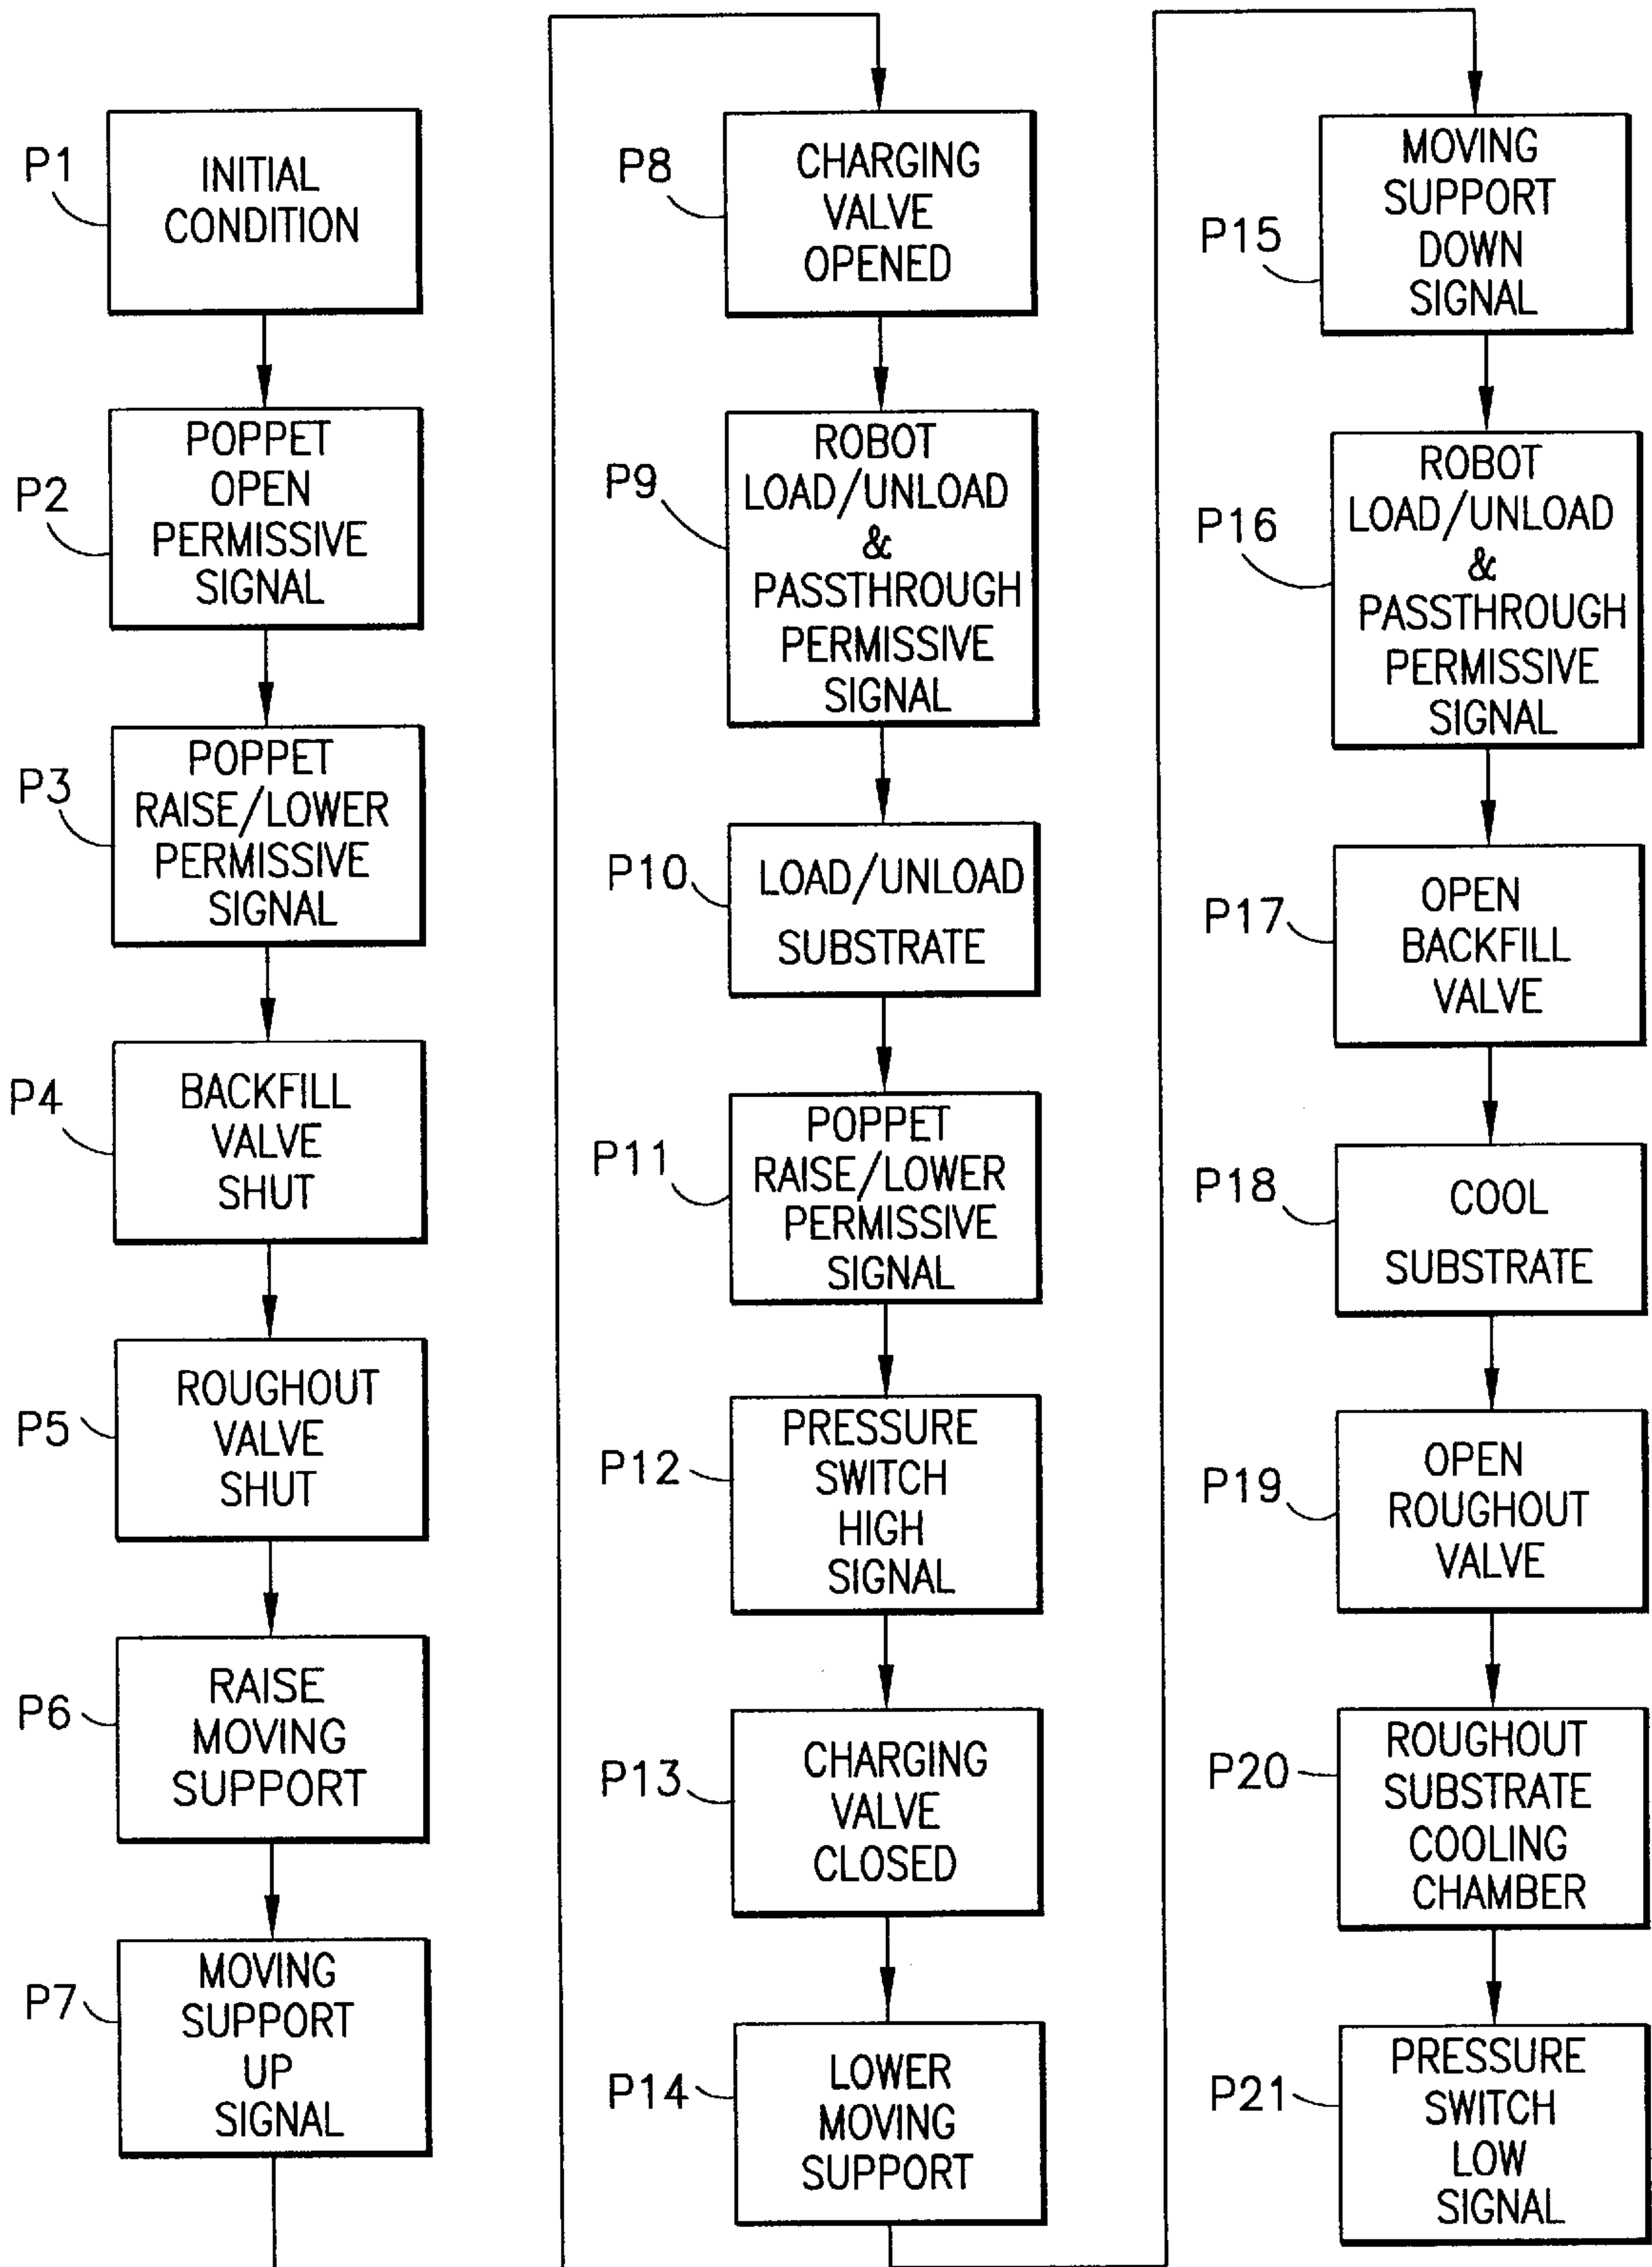 P1
INITIAL
CONDITION
P2
POPPET
OPEN
PERMISSIVE
SIGNAL
P3
POPPET
RAISE/LOWER
PERMISSIVE
SIGNAL
P4
BACKFILL
VALVE
SHUT
P5
ROUGHOUT
VALVE
SHUT
P6
RAISE
MOVING
SUPPORT
P7
MOVING
SUPPORT
UP
SIGNAL
P8
CHARGING
VALVE
OPENED
P9
ROBOT
LOAD/UNLOAD
&
PASSTHROUGH
PERMISSIVE
SIGNAL
P10
LOAD/UNLOAD
SUBSTRATE
P11
POPPET
RAISE/LOWER
PERMISSIVE
SIGNAL
P12
PRESSURE
SWITCH
HIGH
SIGNAL
P13
CHARGING
VALVE
CLOSED
P14
LOWER
MOVING
SUPPORT
P15
MOVING
SUPPORT
DOWN
SIGNAL
P16
ROBOT
LOAD/UNLOAD
&
PASSTHROUGH
PERMISSIVE
SIGNAL
P17
OPEN
BACKFILL
VALVE
P18
COOL
SUBSTRATE
P19
OPEN
ROUGHOUT
VALVE
P20
ROUGHOUT
SUBSTRATE
COOLING
CHAMBER
P21
PRESSURE
SWITCH
LOW
SIGNAL